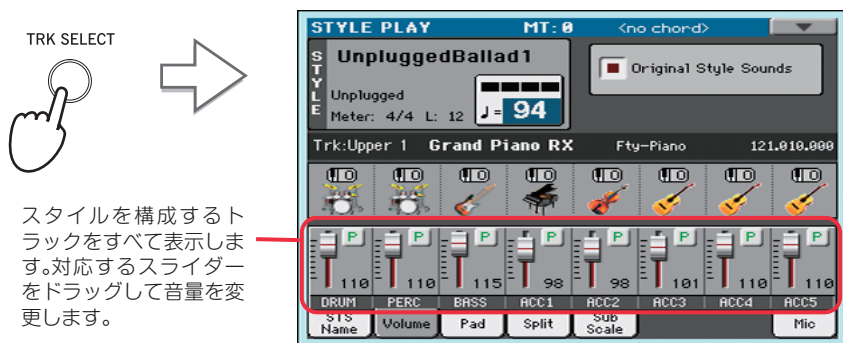 TRK SELECT
スタイルを構成するト
ラックをすべて表示しま
す。対応するスライダー
をドラッグして音量を変
更します。
STYLE PLAY MT: 0 <no chord>
STYLE
UnpluggedBallad1
Unplugged
Meter: 4/4 L: 12 ♩= 94
Original Style Sounds
Trk:Upper 1 Grand Piano RX Fty-Piano 121.010.000
P P P P P P P P
110 110 115 98 98 101 110 110
DRUM PERC BASS ACC1 ACC2 ACC3 ACC4 ACC5
STS Name Volume Pad Split Sub Scale Mic